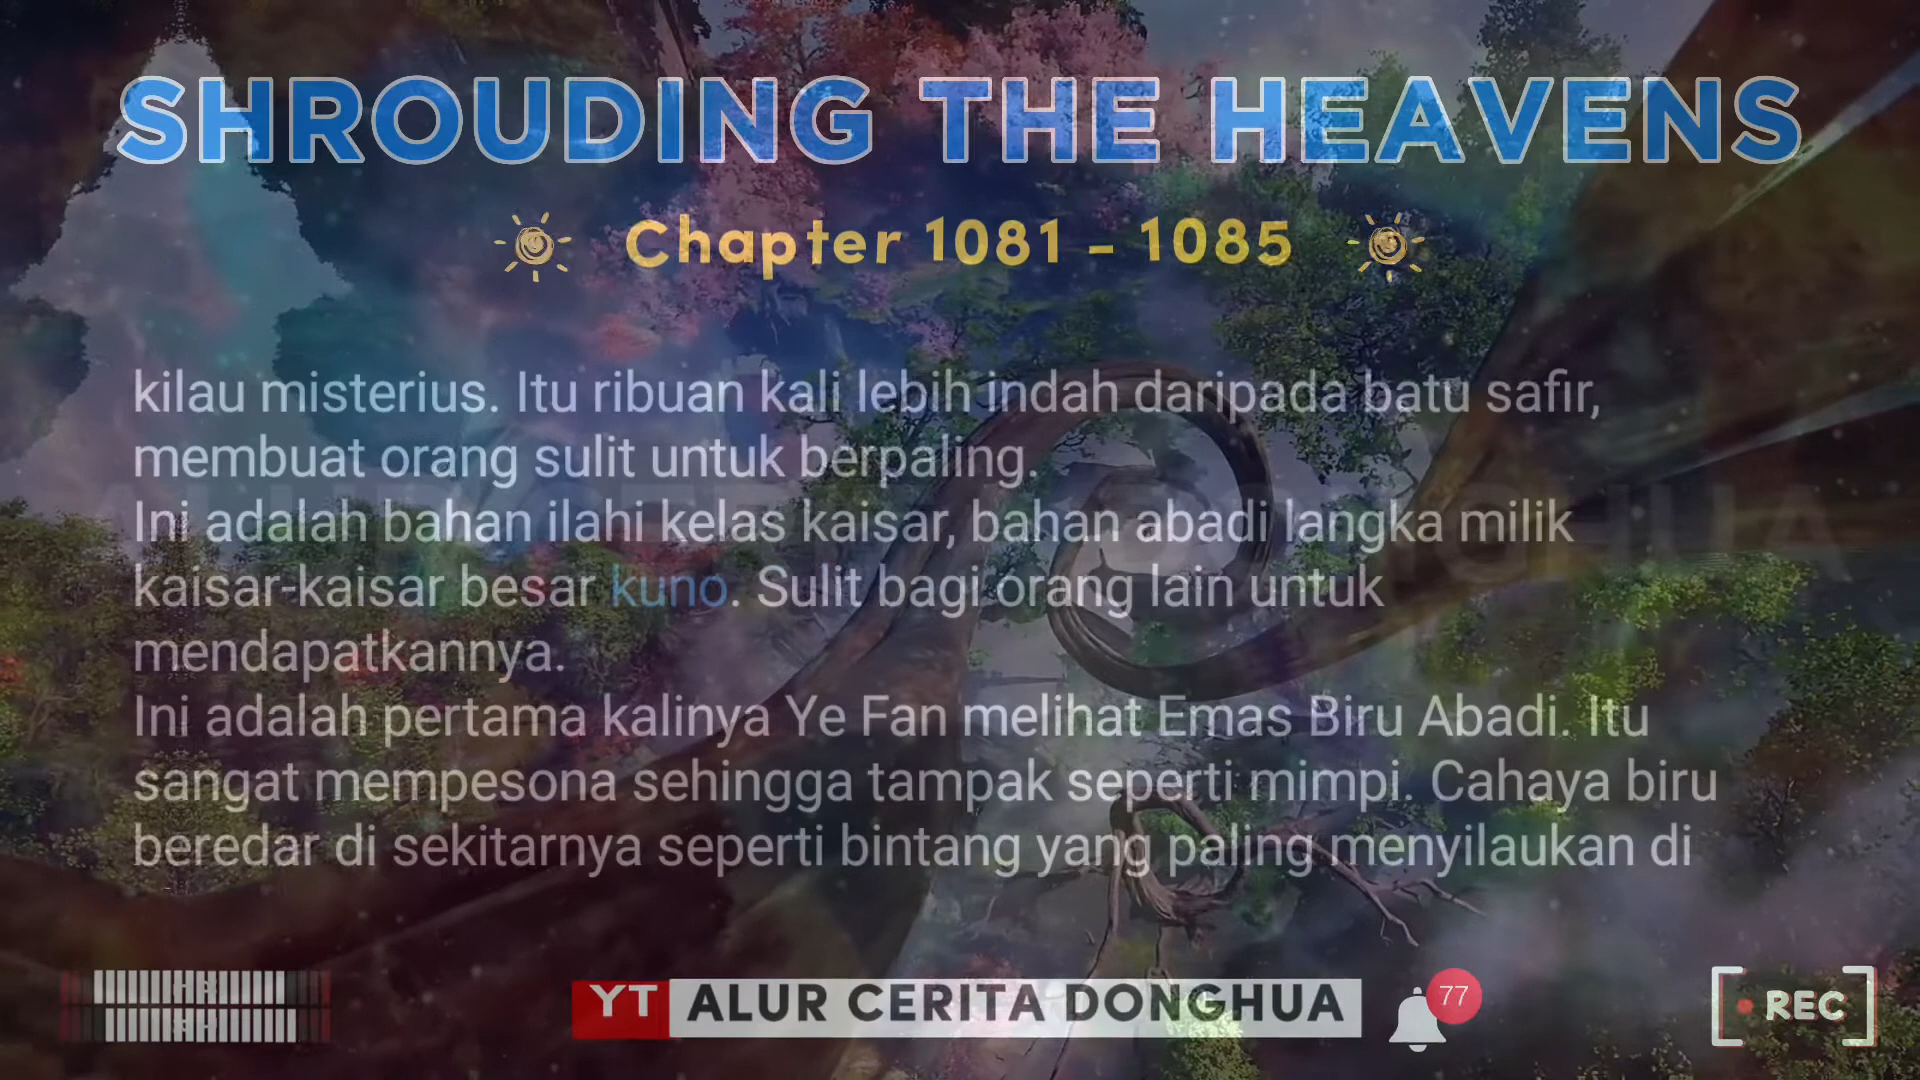 SHROUDING THE HEAVENS
Chapter 1081 - 1085
kilau misterius. Itu ribuan kali lebih indah daripada batu safir,
membuat orang sulit untuk berpaling.
Ini adalah bahan ilahi kelas kaisar, bahan abadi langka milik
kaisar-kaisar besar kuno. Sulit bagi orang lain untuk
mendapatkannya.
Ini adalah pertama kalinya Ye Fan melihat Emas Biru Abadi. Itu
sangat mempesona sehingga tampak seperti mimpi. Cahaya biru
beredar di sekitarnya seperti bintang yang paling menyilaukan di
YT ALUR CERITA DONGHUA
77
REC